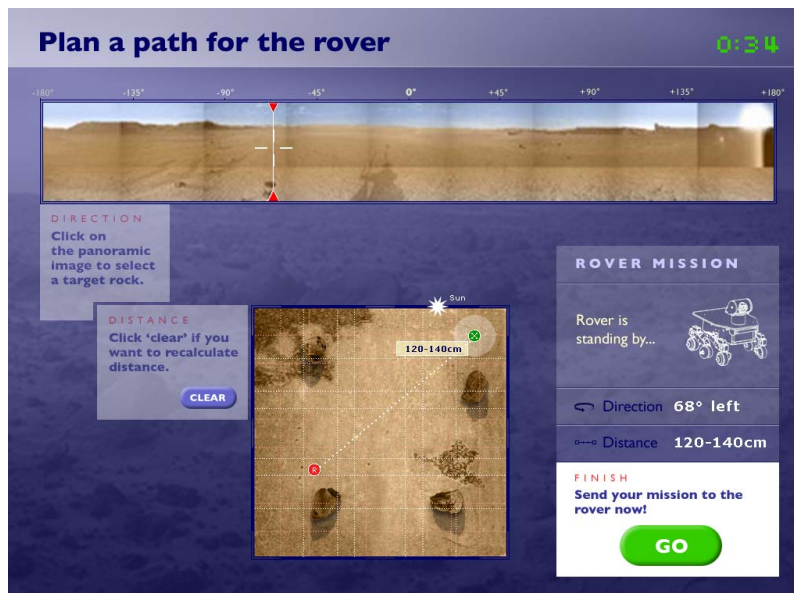 Plan a path for the rover
0:34
-180° -135° -90° -45° 0° +45° +90° +135° +180°
DIRECTION
Click on
the panoramic
image to select
a target rock.
DISTANCE
Click ‘clear’ if you
want to recalculate
distance.
CLEAR
Sun
X
120-140cm
R
ROVER MISSION
Rover is
standing by...
Direction 68° left
Distance 120-140cm
FINISH
Send your mission to the
rover now!
GO